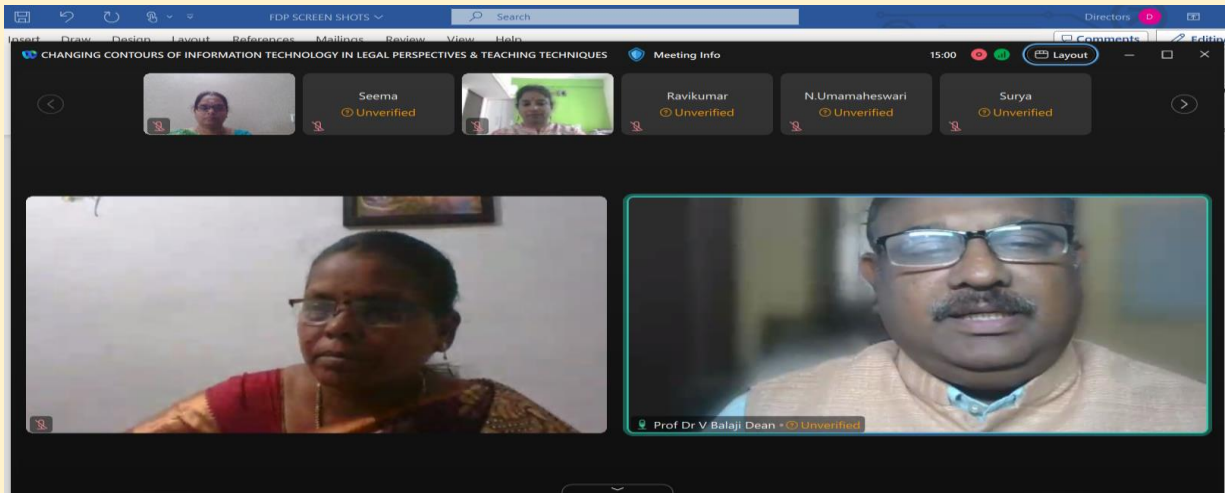 FDP SCREEN SHOTS
Search
Directors D
Insert Draw Design Layout References Mailings Review View Help Comments Editing
CHANGING CONTOURS OF INFORMATION TECHNOLOGY IN LEGAL PERSPECTIVES & TEACHING TECHNIQUES Meeting Info 15:00 Layout
Seema Ravikumar N.Umamaheswari Surya
Unverified Unverified Unverified Unverified
Prof Dr V Balaji Dean • Unverified